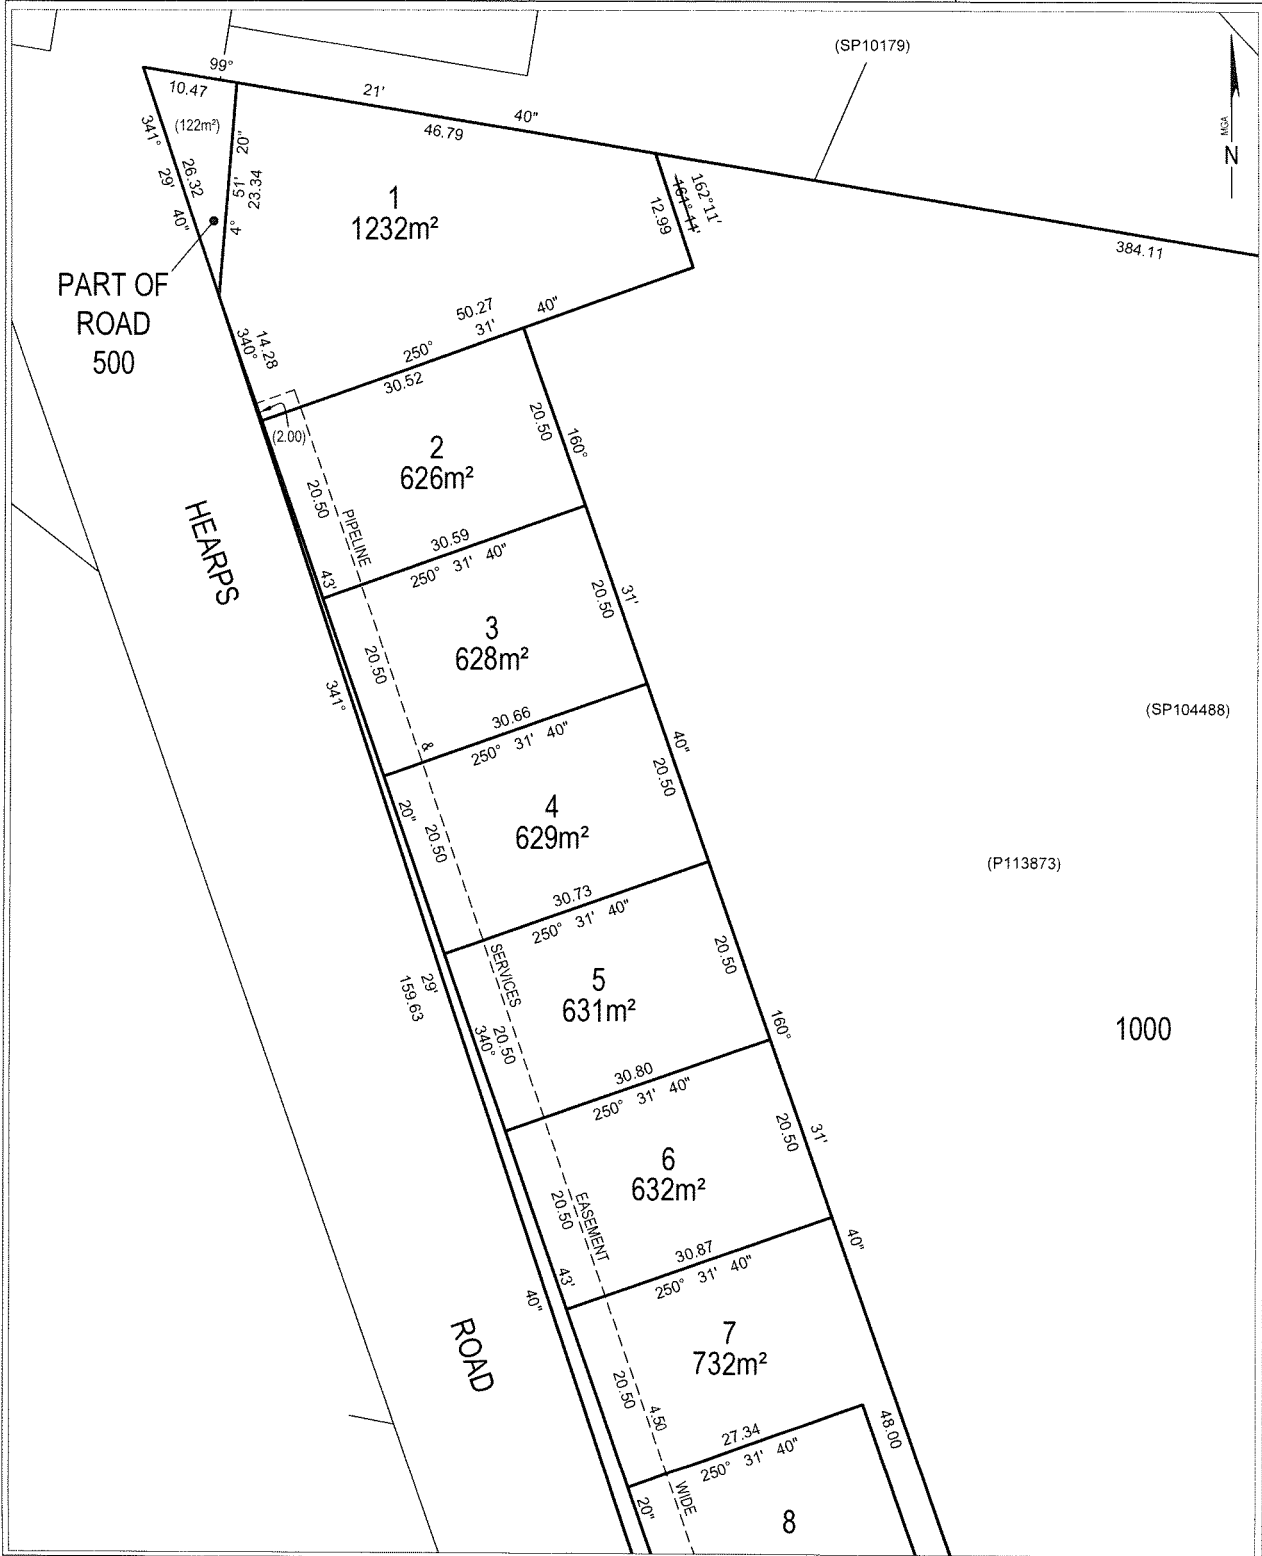 (SP10179)
99°
10.47
21'
40"
46.79
(122m²)
341°
29'
40"
26.32
20"
51'
4°
23.34
MGA
N
1
1232m²
162°11'
161° 11'
12.99
384.11
PART OF
ROAD
500
50.27
250°
31'
40"
30.52
14.28
340°
(2.00)
2
626m²
20.50
160°
20.50
PIPELINE
HEARPS
43'
30.59
250° 31' 40"
3
628m²
20.50
31'
20.50
341°
&
30.66
250° 31' 40"
(SP104488)
40"
20.50
4
629m²
20"
20.50
(P113873)
30.73
250° 31' 40"
SERVICES
5
631m²
20.50
29'
159.63
340°
20.50
160°
1000
30.80
250° 31' 40"
6
632m²
20.50
31'
20.50
EASEMENT
40"
43'
30.87
250° 31' 40"
40"
ROAD
7
732m²
20.50
4.50
48.00
27.34
250° 31' 40"
20"
WIDE
8